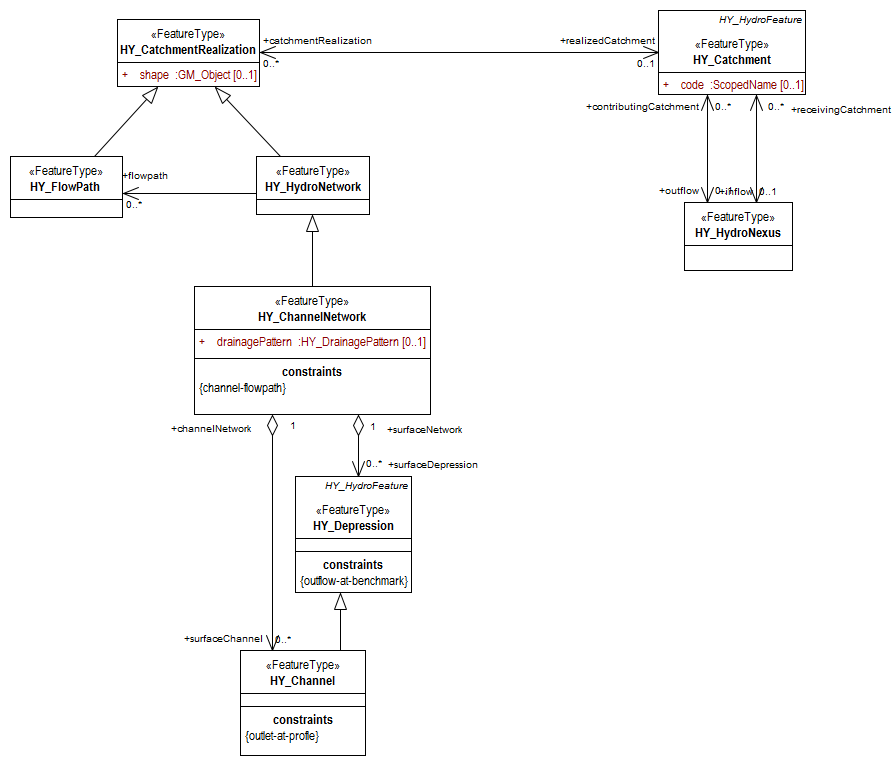 HY_HydroFeature
«FeatureType»
HY_CatchmentRealization
+ shape :GM_Object [0..1]
+catchmentRealization
0..*
+realizedCatchment
0..1
«FeatureType»
HY_Catchment
+ code :ScopedName [0..1]
+contributingCatchment
0..*
0..*
+receivingCatchment
«FeatureType»
HY_FlowPath
+flowpath
0..*
«FeatureType»
HY_HydroNetwork
+outflow
0..1
+inflow
0..1
«FeatureType»
HY_HydroNexus
«FeatureType»
HY_ChannelNetwork
+ drainagePattern :HY_DrainagePattern [0..1]
constraints
{channel-flowpath}
+channelNetwork
1
1
+surfaceNetwork
0..*
+surfaceDepression
HY_HydroFeature
«FeatureType»
HY_Depression
constraints
{outflow-at-benchmark}
+surfaceChannel
0..*
«FeatureType»
HY_Channel
constraints
{outlet-at-profle}